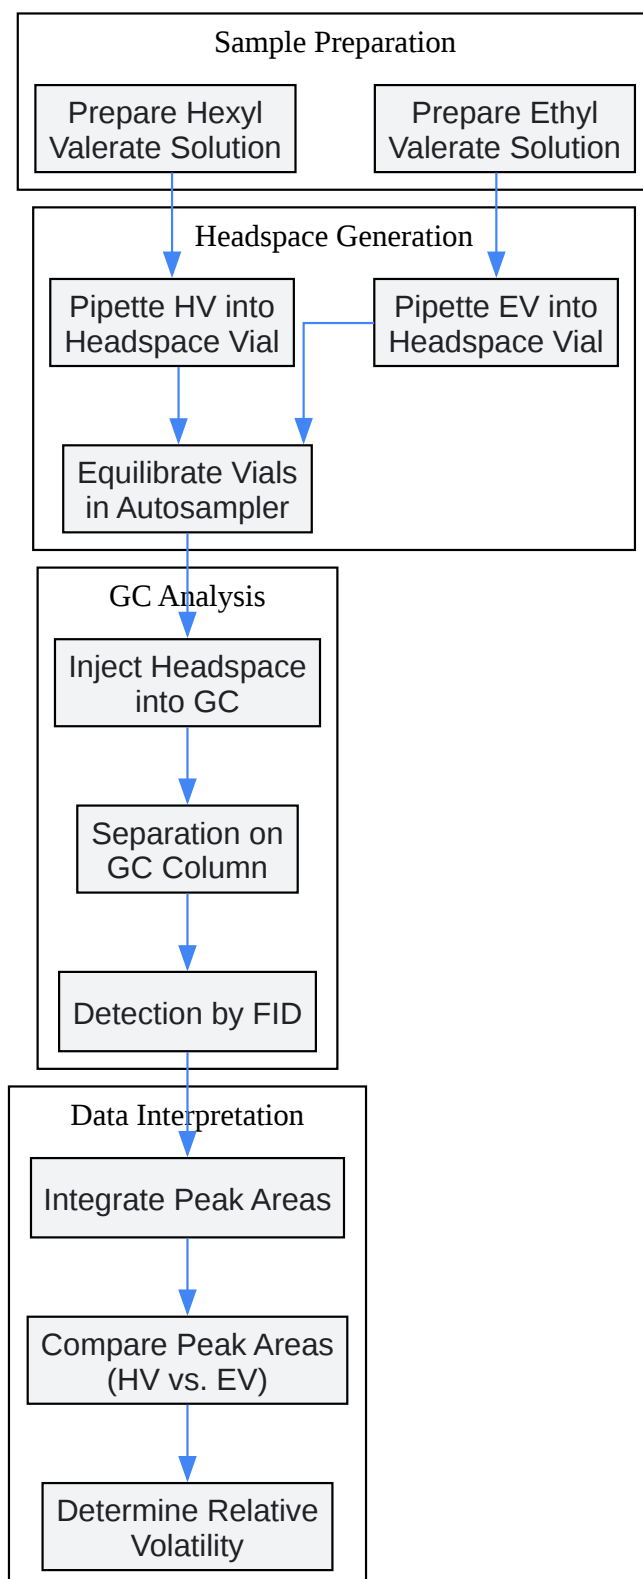 Sample Preparation
Prepare Hexyl
Valerate Solution
Prepare Ethyl
Valerate Solution
Headspace Generation
Pipette HV into
Headspace Vial
Pipette EV into
Headspace Vial
Equilibrate Vials
in Autosampler
GC Analysis
Inject Headspace
into GC
Separation on
GC Column
Detection by FID
Data Interpretation
Integrate Peak Areas
Compare Peak Areas
(HV vs. EV)
Determine Relative
Volatility